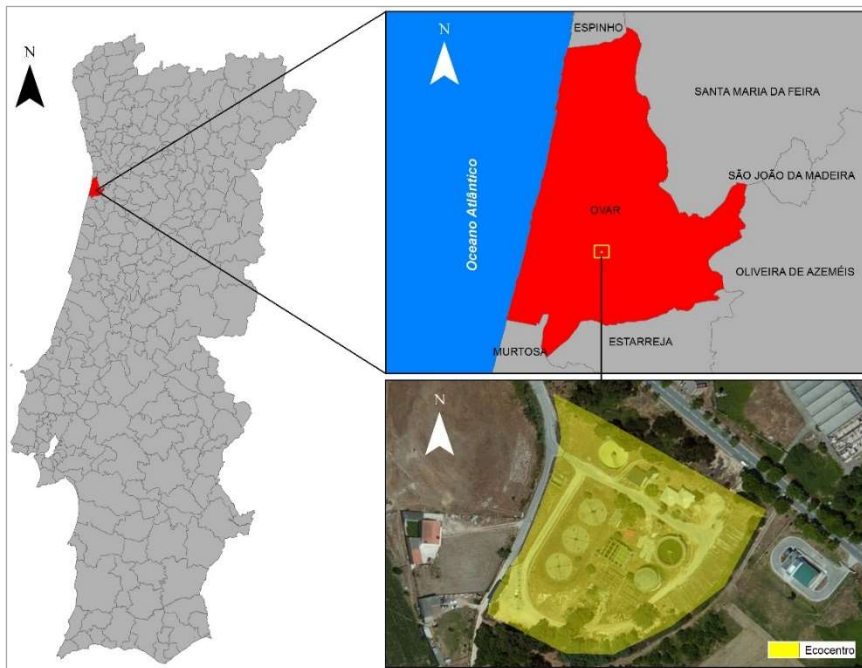 N
N
ESPINHO
SANTA MARIA DA FEIRA
SÃO JOÃO DA MADEIRA
OVAR
Oceano Atlântico
OLIVEIRA DE AZEMÉIS
ESTARREJA
MURTOSA
N
Ecocentro